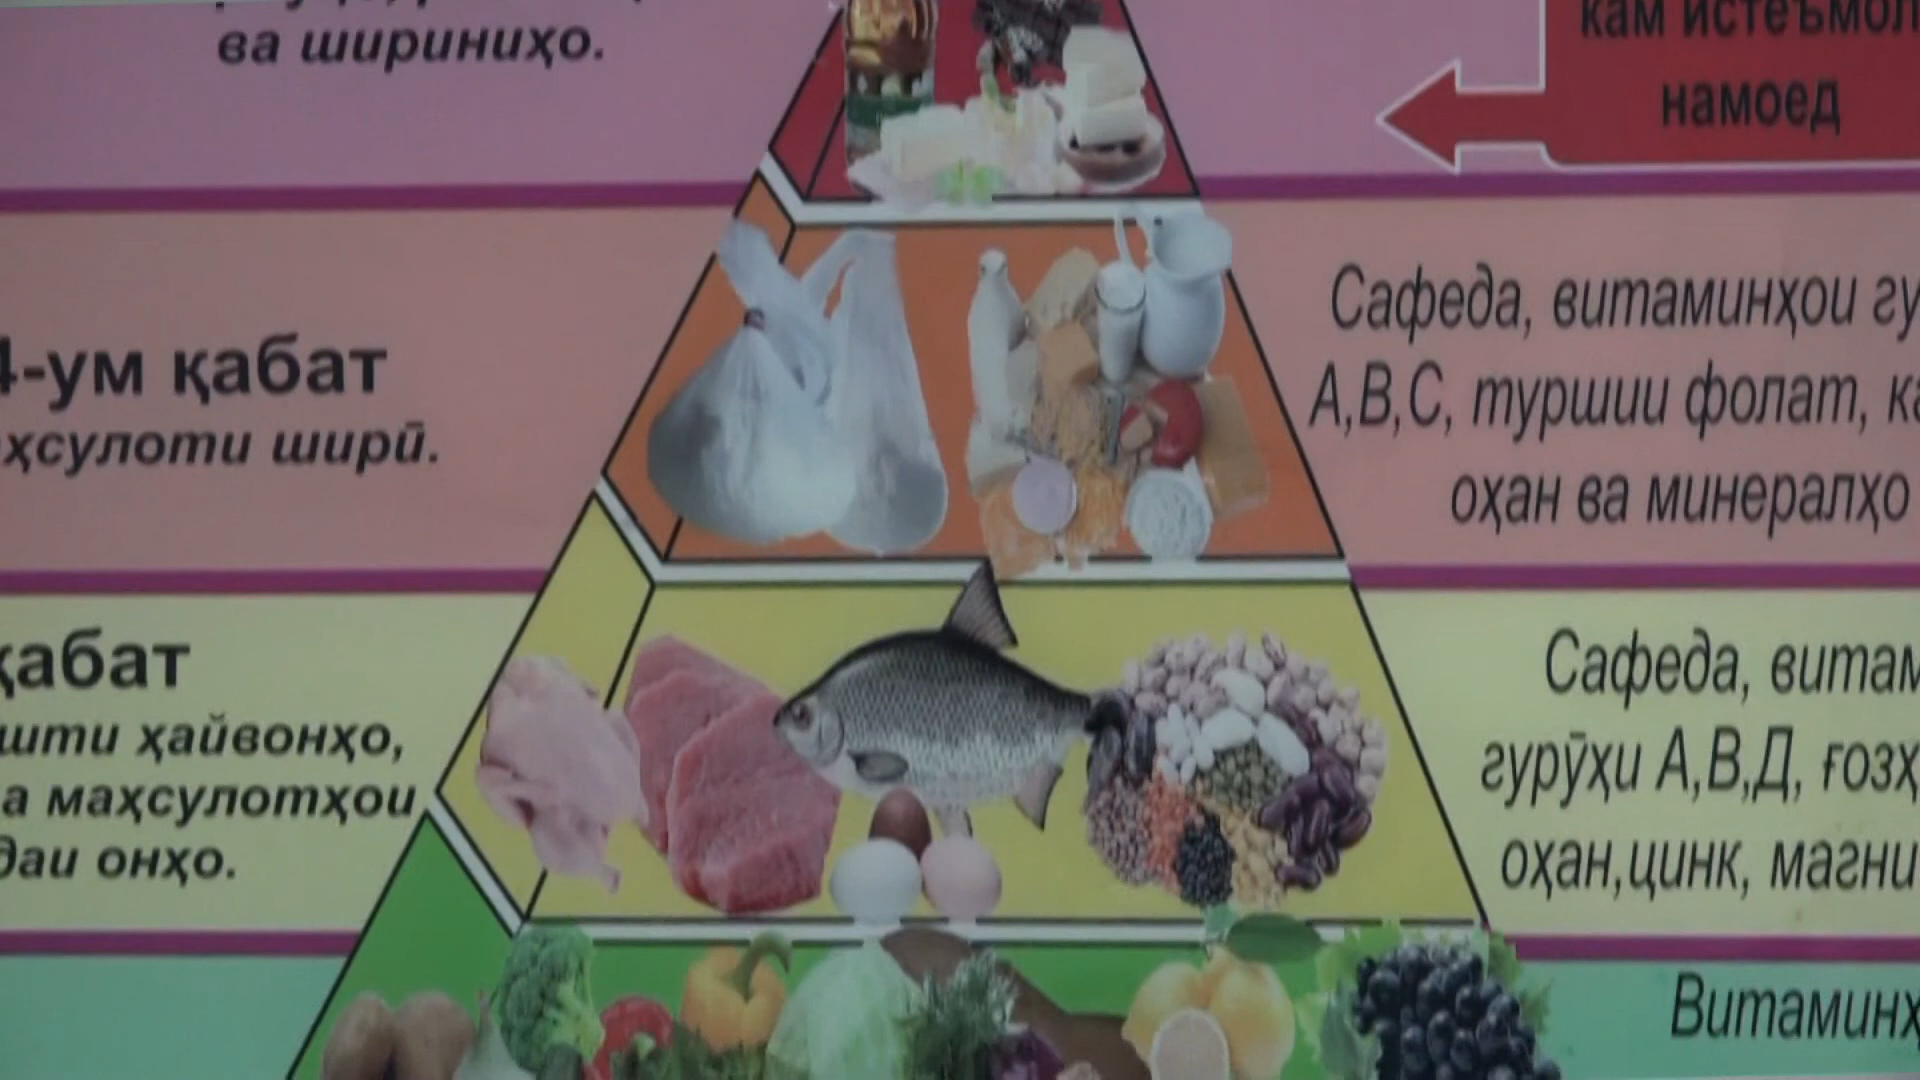 ва шириниҳо.
кам истеъмол
намоед
4-ум қабат
ҳсулоти ширӣ.
Сафеда, витаминҳои гу
А,В,С, туршии фолат, ка
оҳан ва минералҳо
қабат
шти ҳайвонҳо,
а маҳсулотҳои
даи онҳо.
Сафеда, витам
гурӯҳи А,В,Д, ғозҳ
оҳан,цинк, магни
Витаминҳ